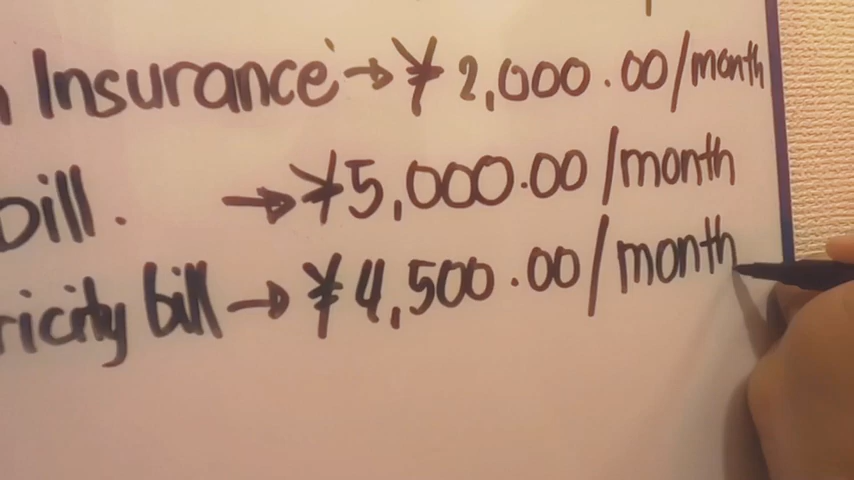 Insurance → ¥ 2,000.00/month
bill. → ¥5,000.00/month
ricity bill → ¥4,500.00/month